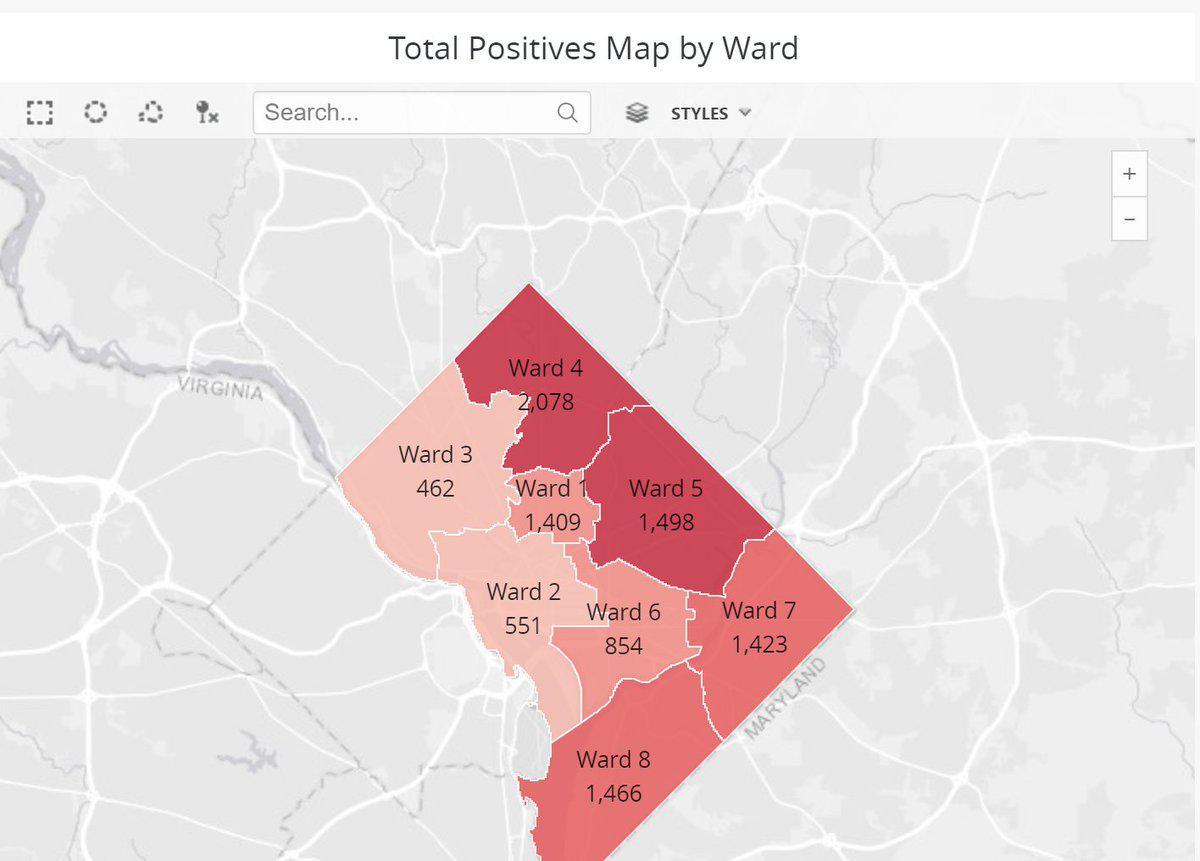 Total Positives Map by Ward
Search...
STYLES
+
−
VIRGINIA
Ward 4
2,078
Ward 3
462
Ward 1
1,409
Ward 5
1,498
Ward 2
551
Ward 6
854
Ward 7
1,423
MARYLAND
Ward 8
1,466